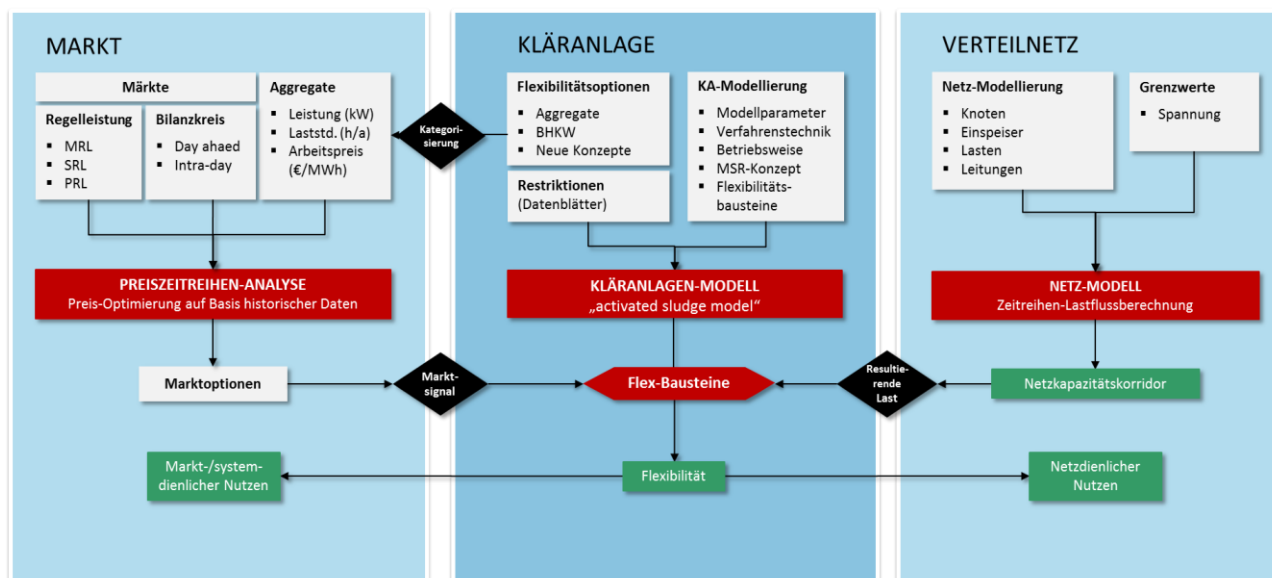 MARKT
Märkte
Regelleistung
▪ MRL
▪ SRL
▪ PRL
Bilanzkreis
▪ Day ahaed
▪ Intra-day
Aggregate
▪ Leistung (kW)
▪ Laststd. (h/a)
▪ Arbeitspreis
(€/MWh)
PREISZEITREIHEN-ANALYSE
Preis-Optimierung auf Basis historischer Daten
Marktoptionen
Markt-/system-
dienlicher Nutzen
Kategori-
sierung
Markt-
signal
KLÄRANLAGE
Flexibilitätsoptionen
▪ Aggregate
▪ BHKW
▪ Neue Konzepte
Restriktionen
(Datenblätter)
KA-Modellierung
▪ Modellparameter
▪ Verfahrenstechnik
▪ Betriebsweise
▪ MSR-Konzept
▪ Flexibilitäts-
bausteine
KLÄRANLAGEN-MODELL
„activated sludge model“
Flex-Bausteine
Flexibilität
Resultie-
rende
Last
VERTEILNETZ
Netz-Modellierung
▪ Knoten
▪ Einspeiser
▪ Lasten
▪ Leitungen
Grenzwerte
▪ Spannung
NETZ-MODELL
Zeitreihen-Lastflussberechnung
Netzkapazitätskorridor
Netzdienlicher
Nutzen